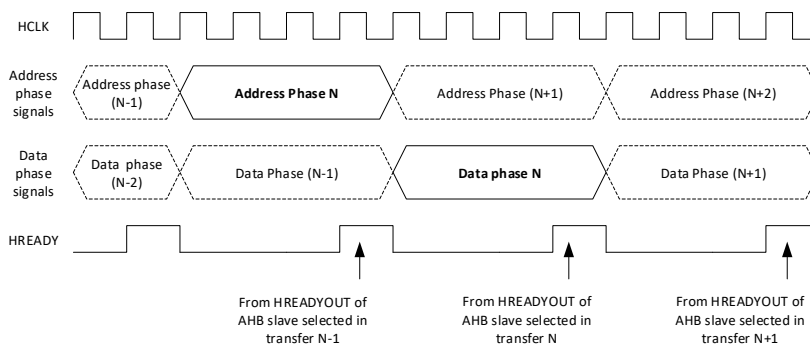 HCLK
Address
phase
signals
Address phase
(N-1)
Address Phase N
Address Phase (N+1)
Address Phase (N+2)
Data
phase
signals
Data phase
(N-2)
Data Phase (N-1)
Data phase N
Data Phase (N+1)
HREADY
From HREADYOUT of
AHB slave selected in
transfer N-1
From HREADYOUT of
AHB slave selected in
transfer N
From HREADYOUT of
AHB slave selected in
transfer N+1